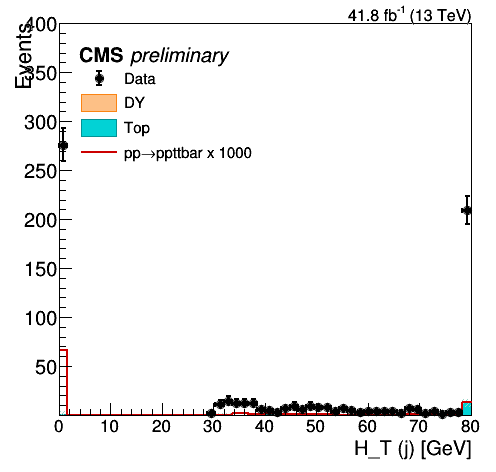 41.8 fb⁻¹ (13 TeV)
Events
CMS preliminary
Data
DY
Top
pp→ppttbar x 1000
400
350
300
250
200
150
100
50
0 10 20 30 40 50 60 70 80
H_T (j) [GeV]